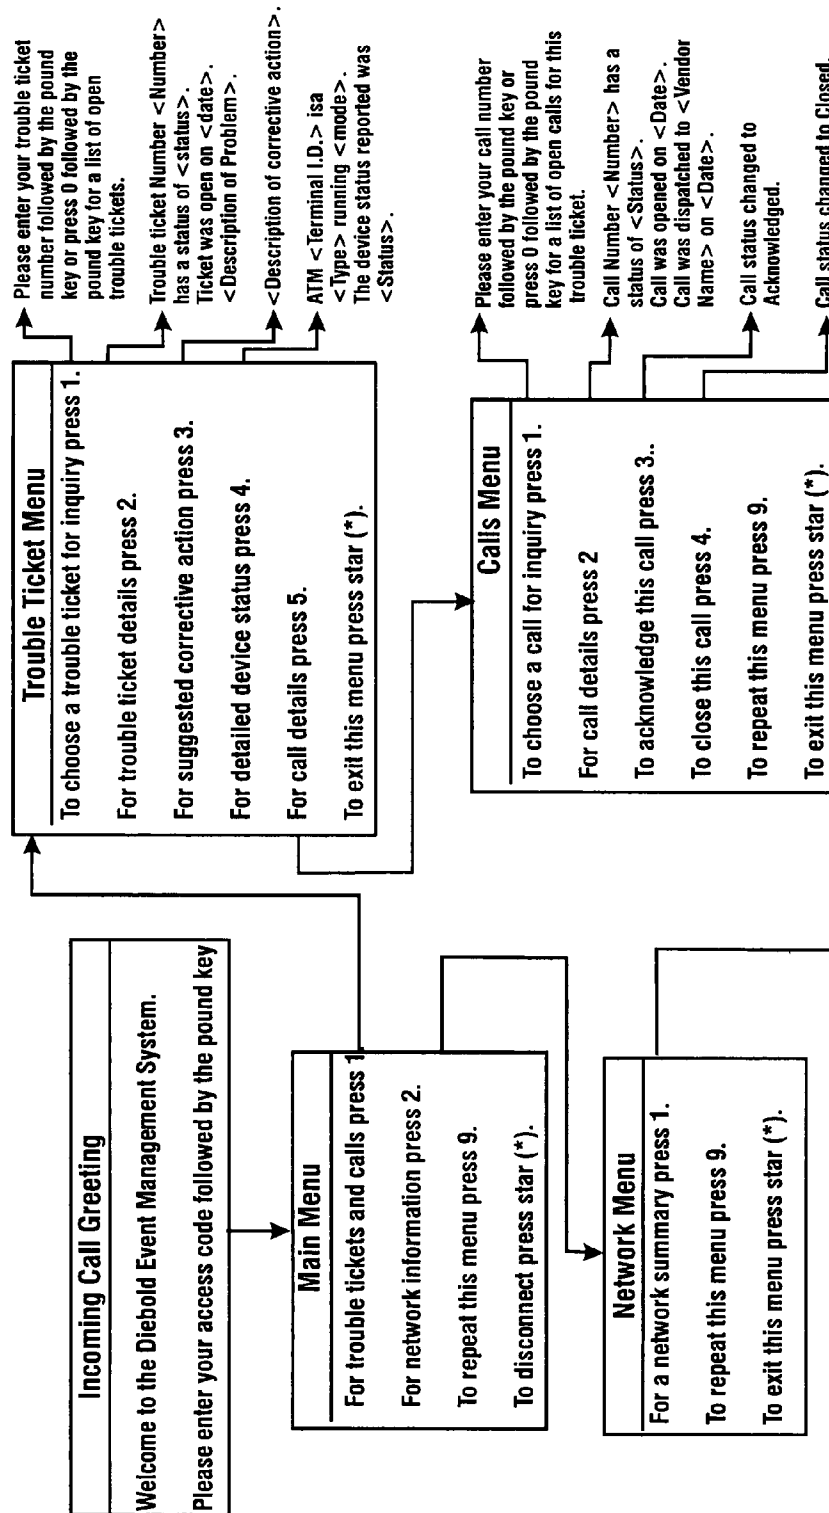 Incoming Call Greeting
Welcome to the Diebold Event Management System.
Please enter your access code followed by the pound key
Main Menu
For trouble tickets and calls press 1.
For network information press 2.
To repeat this menu press 9.
To disconnect press star (*).
Network Menu
For a network summary press 1.
To repeat this menu press 9.
To exit this menu press star (*).
Trouble Ticket Menu
To choose a trouble ticket for inquiry press 1.
For trouble ticket details press 2.
For suggested corrective action press 3.
For detailed device status press 4.
For call details press 5.
To exit this menu press star (*).
Please enter your trouble ticket
number followed by the pound
key or press 0 followed by the
pound key for a list of open
trouble tickets.
Trouble ticket Number <Number>
has a status of <status>.
Ticket was open on <date>.
<Description of Problem>.
<Description of corrective action>.
ATM <Terminal I.D.> isa
<Type> running <mode>.
The device status reported was
<Status>.
Calls Menu
To choose a call for inquiry press 1.
For call details press 2
To acknowledge this call press 3..
To close this call press 4.
To repeat this menu press 9.
To exit this menu press star (*).
Please enter your call number
followed by the pound key or
press 0 followed by the pound
key for a list of open calls for this
trouble ticket.
Call Number <Number> has a
status of <Status>.
Call was opened on <Date>.
Call was dispatched to <Vendor
Name> on <Date>.
Call status changed to
Acknowledged.
Call status changed to Closed.